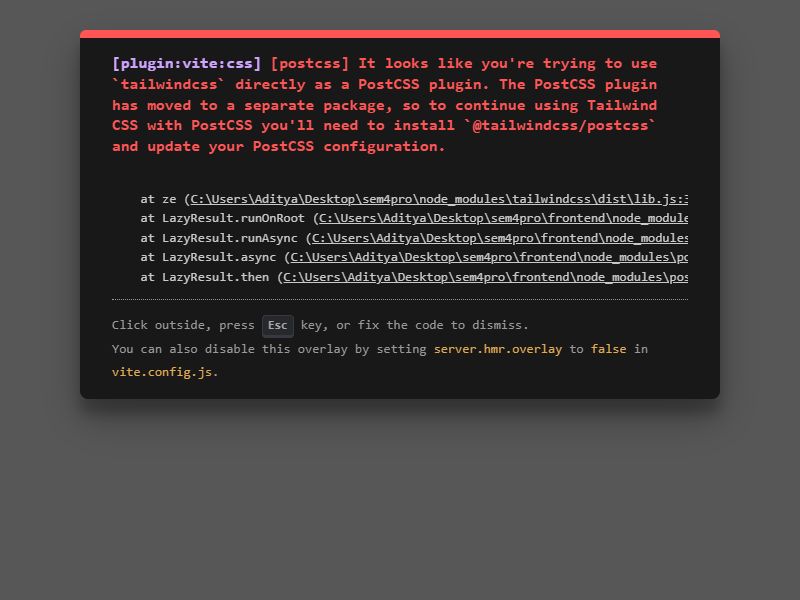 [plugin:vite:css] [postcss] It looks like you're trying to use
`tailwindcss` directly as a PostCSS plugin. The PostCSS plugin
has moved to a separate package, so to continue using Tailwind
CSS with PostCSS you'll need to install `@tailwindcss/postcss`
and update your PostCSS configuration.
at ze (C:\Users\Aditya\Desktop\sem4pro\node_modules\tailwindcss\dist\lib.js:3
at LazyResult.runOnRoot (C:\Users\Aditya\Desktop\sem4pro\frontend\node_module
at LazyResult.runAsync (C:\Users\Aditya\Desktop\sem4pro\frontend\node_modules
at LazyResult.async (C:\Users\Aditya\Desktop\sem4pro\frontend\node_modules\po
at LazyResult.then (C:\Users\Aditya\Desktop\sem4pro\frontend\node_modules\pos
Click outside, press Esc key, or fix the code to dismiss.
You can also disable this overlay by setting server.hmr.overlay to false in
vite.config.js.